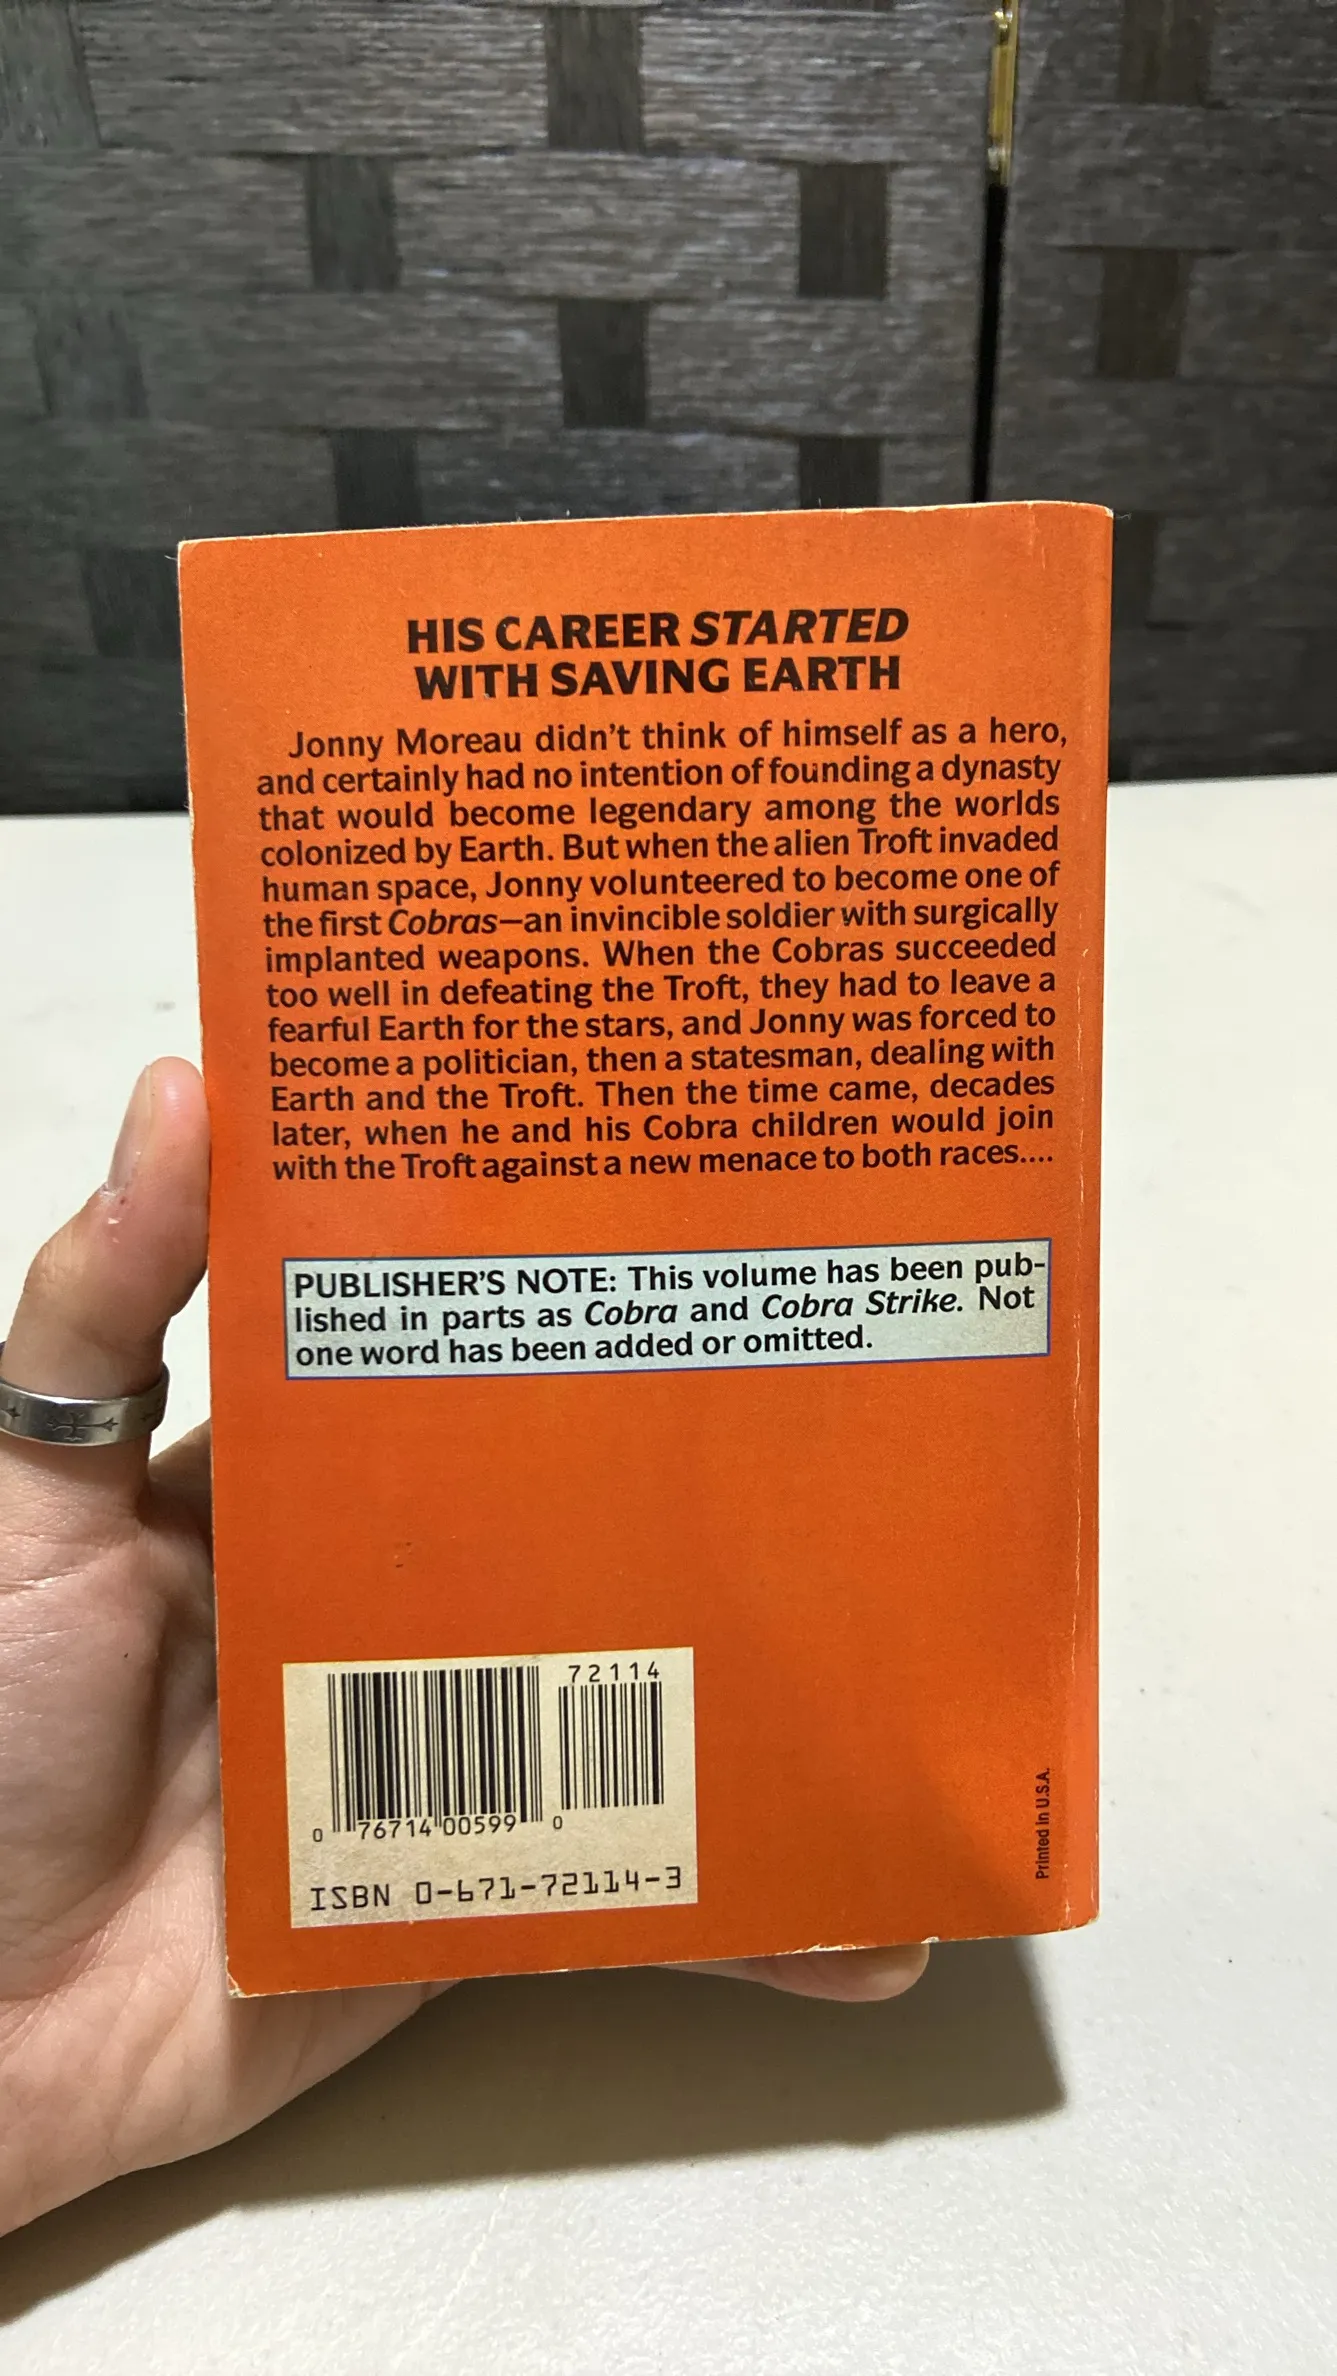 HIS CAREER STARTED
WITH SAVING EARTH
Jonny Moreau didn't think of himself as a hero,
and certainly had no intention of founding a dynasty
that would become legendary among the worlds
colonized by Earth. But when the alien Troft invaded
human space, Jonny volunteered to become one of
the first Cobras—an invincible soldier with surgically
implanted weapons. When the Cobras succeeded
too well in defeating the Troft, they had to leave a
fearful Earth for the stars, and Jonny was forced to
become a politician, then a statesman, dealing with
Earth and the Troft. Then the time came, decades
later, when he and his Cobra children would join
with the Troft against a new menace to both races....
PUBLISHER'S NOTE: This volume has been pub-
lished in parts as Cobra and Cobra Strike. Not
one word has been added or omitted.
72114
0 76714 00599 0
ISBN 0-671-72114-3
Printed in U.S.A.